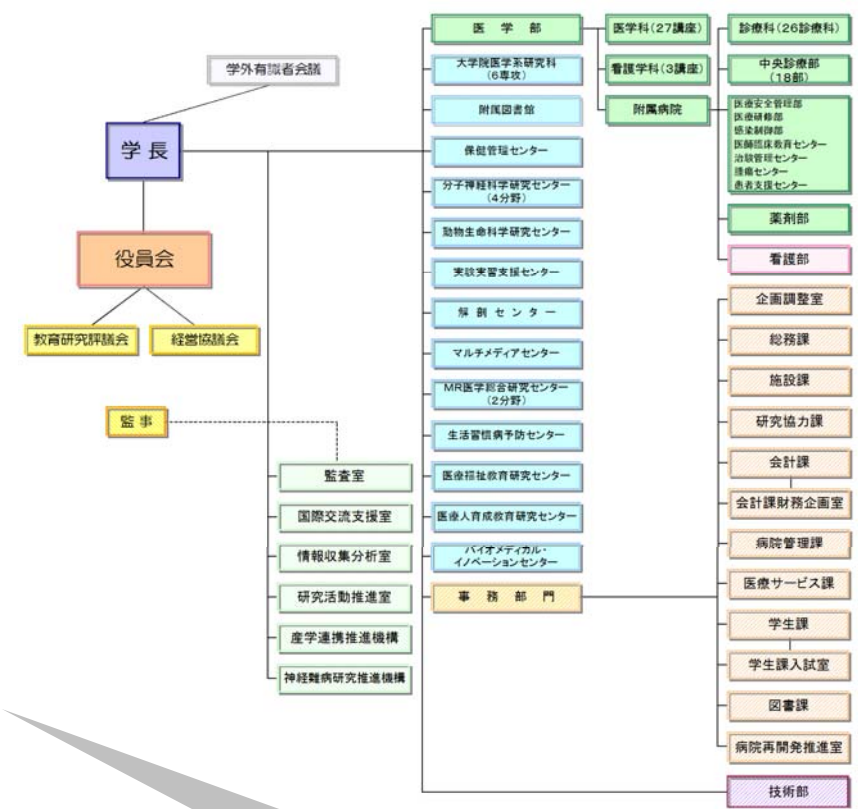 学外有識者会議
学長
役員会
教育研究評議会
経営協議会
監事
監査室
国際交流支援室
情報収集分析室
研究活動推進室
産学連携推進機構
神経難病研究推進機構
医学部
大学院医学系研究科
(6専攻)
附属図書館
保健管理センター
分子神経科学研究センター
(4分野)
動物生命科学研究センター
実験実習支援センター
解剖センター
マルチメディアセンター
MR医学総合研究センター
(2分野)
生活習慣病予防センター
医療福祉教育研究センター
医療人育成教育研究センター
バイオメディカル・
イノベーションセンター
事務部門
医学科(27講座)
看護学科(3講座)
附属病院
診療科(26診療科)
中央診療部
(18部)
医療安全管理部
医療研修部
感染制御部
医師臨床教育センター
治験管理センター
腫瘍センター
患者支援センター
薬剤部
看護部
企画調整室
総務課
施設課
研究協力課
会計課
会計課財務企画室
病院管理課
医療サービス課
学生課
学生課入試室
図書課
病院再開発推進室
技術部